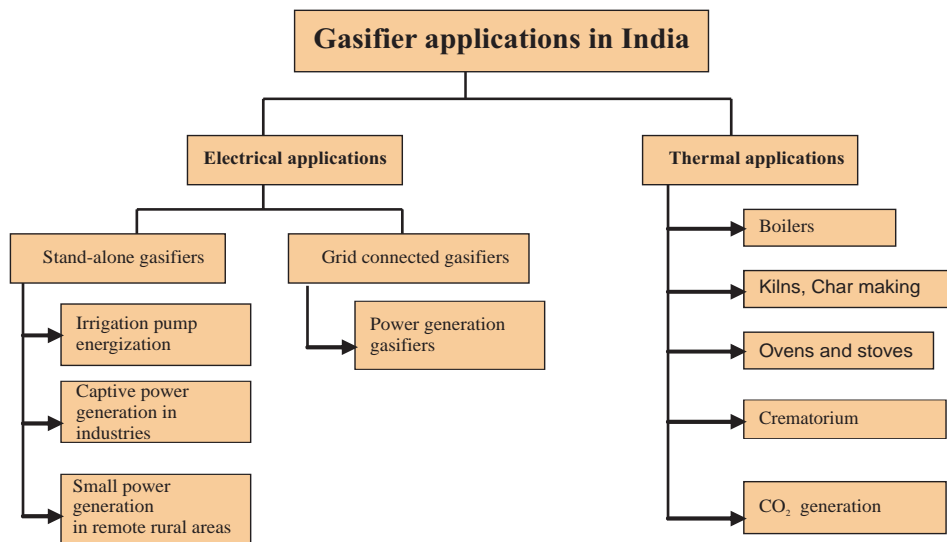 Gasifier applications in India
Electrical applications
Thermal applications
Stand-alone gasifiers
Grid connected gasifiers
Irrigation pump
energization
Captive power
generation in
industries
Small power
generation
in remote rural areas
Power generation
gasifiers
Boilers
Kilns, Char making
Ovens and stoves
Crematorium
CO₂ generation